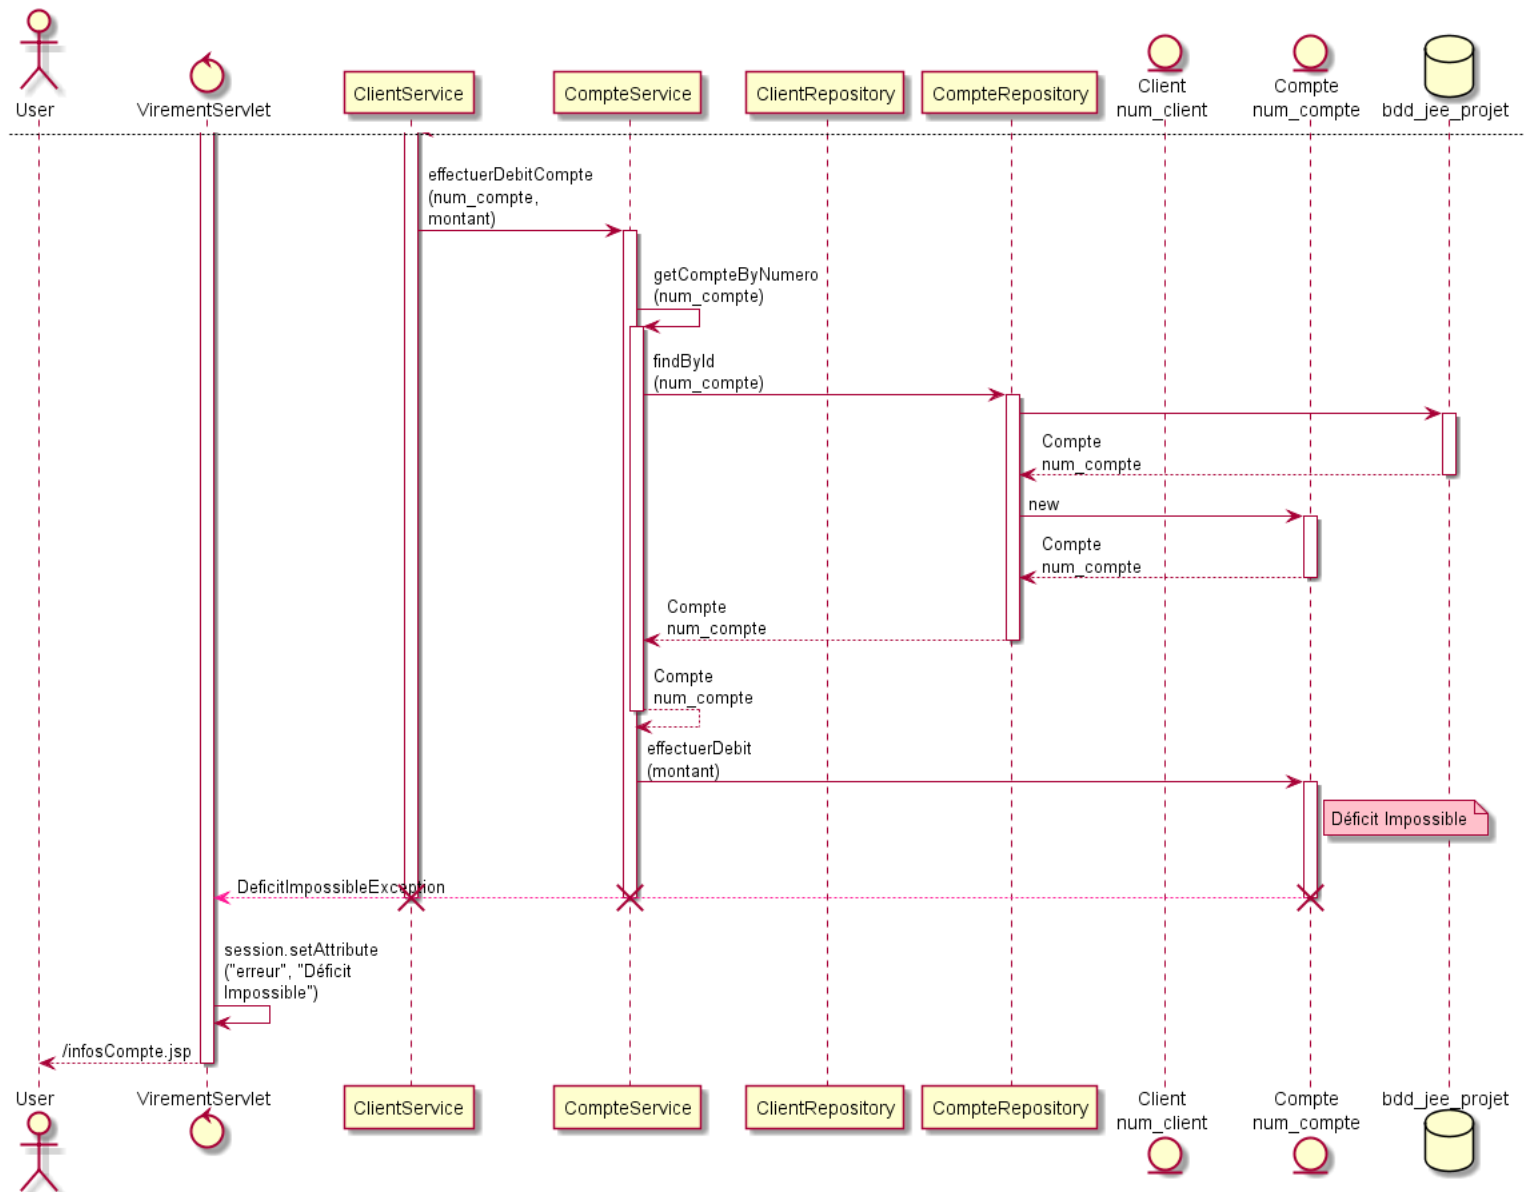 User
VirementServlet
ClientService
CompteService
ClientRepository
CompteRepository
Client
num_client
Compte
num_compte
bdd_jee_projet
effectuerDebitCompte
(num_compte,
montant)
getCompteByNumero
(num_compte)
findById
(num_compte)
Compte
num_compte
new
Compte
num_compte
Compte
num_compte
Compte
num_compte
effectuerDebit
(montant)
Déficit Impossible
DeficitImpossibleException
session.setAttribute
("erreur", "Déficit
Impossible")
/infosCompte.jsp
User
VirementServlet
ClientService
CompteService
ClientRepository
CompteRepository
Client
num_client
Compte
num_compte
bdd_jee_projet